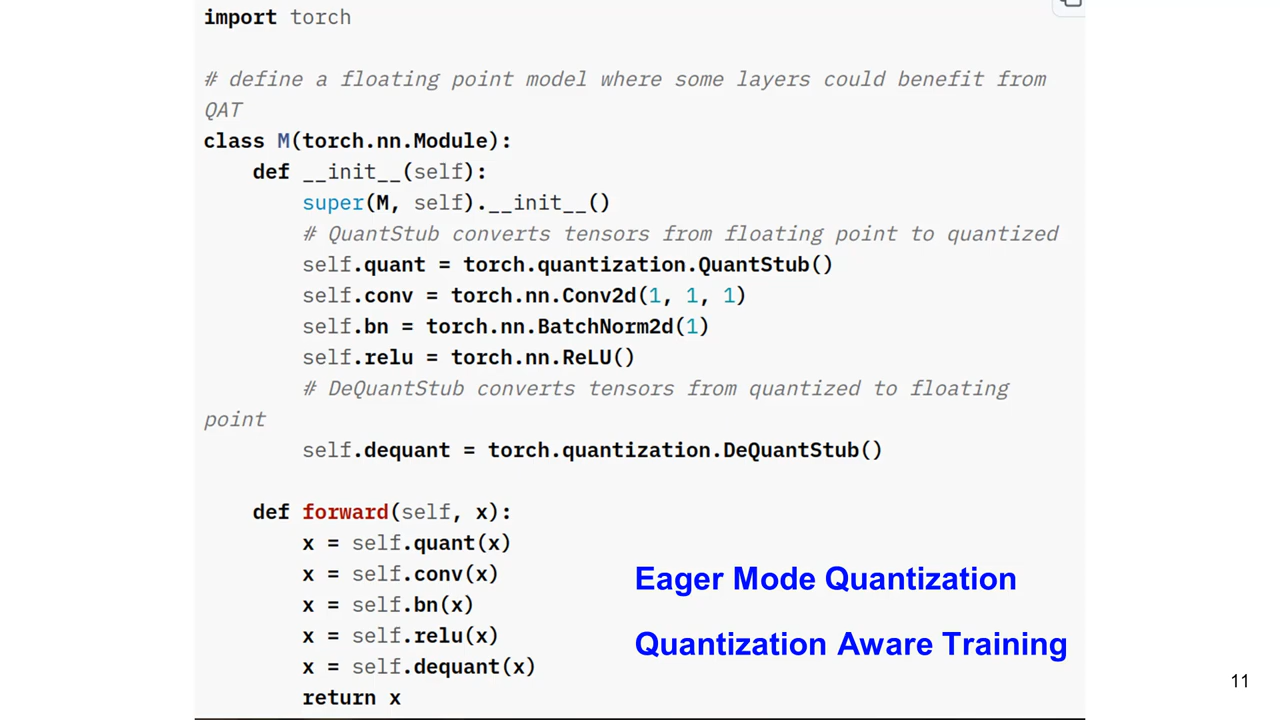 import torch
# define a floating point model where some layers could benefit from
QAT
class M(torch.nn.Module):
    def __init__(self):
        super(M, self).__init__()
        # QuantStub converts tensors from floating point to quantized
        self.quant = torch.quantization.QuantStub()
        self.conv = torch.nn.Conv2d(1, 1, 1)
        self.bn = torch.nn.BatchNorm2d(1)
        self.relu = torch.nn.ReLU()
        # DeQuantStub converts tensors from quantized to floating
point
        self.dequant = torch.quantization.DeQuantStub()
    def forward(self, x):
        x = self.quant(x)
        x = self.conv(x)
        x = self.bn(x)
        x = self.relu(x)
        x = self.dequant(x)
        return x
Eager Mode Quantization
Quantization Aware Training
11